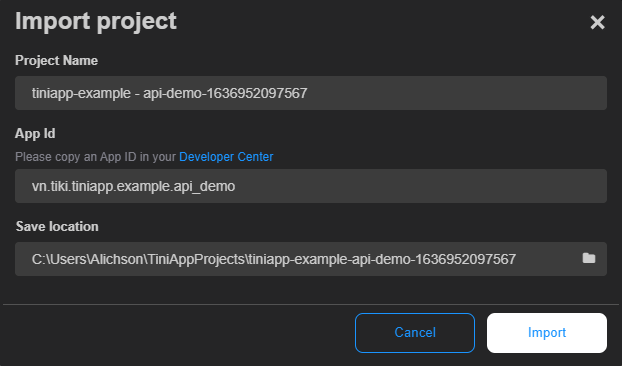 Import project
Project Name
tiniapp-example - api-demo-1636952097567
App Id
Please copy an App ID in your Developer Center
vn.tiki.tiniapp.example.api_demo
Save location
C:\Users\Alichson\TiniAppProjects\tiniapp-example-api-demo-1636952097567
Cancel
Import